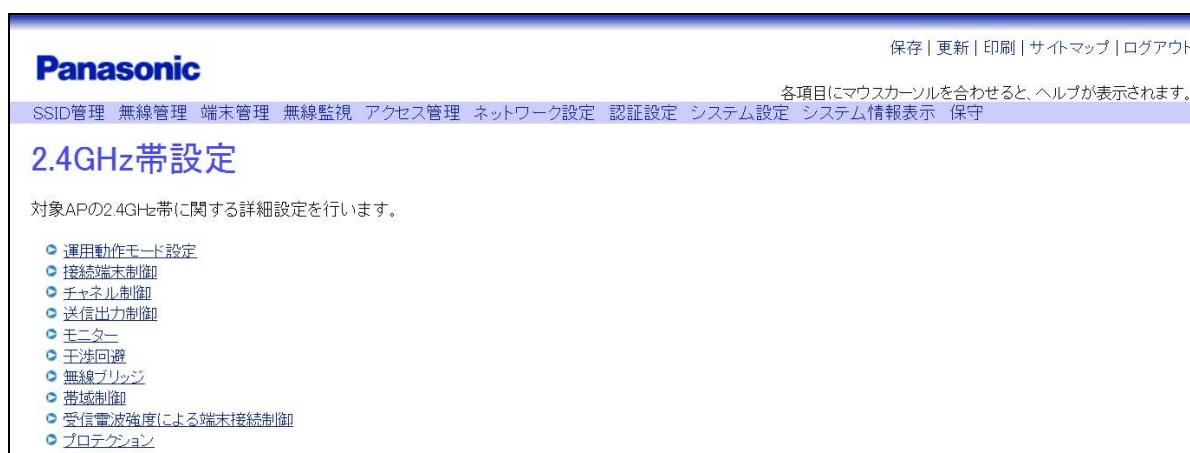 保存 | 更新 | 印刷 | サイトマップ | ログアウト
Panasonic
各項目にマウスカーソルを合わせると、ヘルプが表示されます。
SSID管理 無線管理 端末管理 無線監視 アクセス管理 ネットワーク設定 認証設定 システム設定 システム情報表示 保守
2.4GHz帯設定
対象APの2.4GHz帯に関する詳細設定を行います。
運用動作モード設定
接続端末制御
チャネル制御
送信出力制御
モニター
干渉回避
無線ブリッジ
帯域制御
受信電波強度による端末接続制御
プロテクション